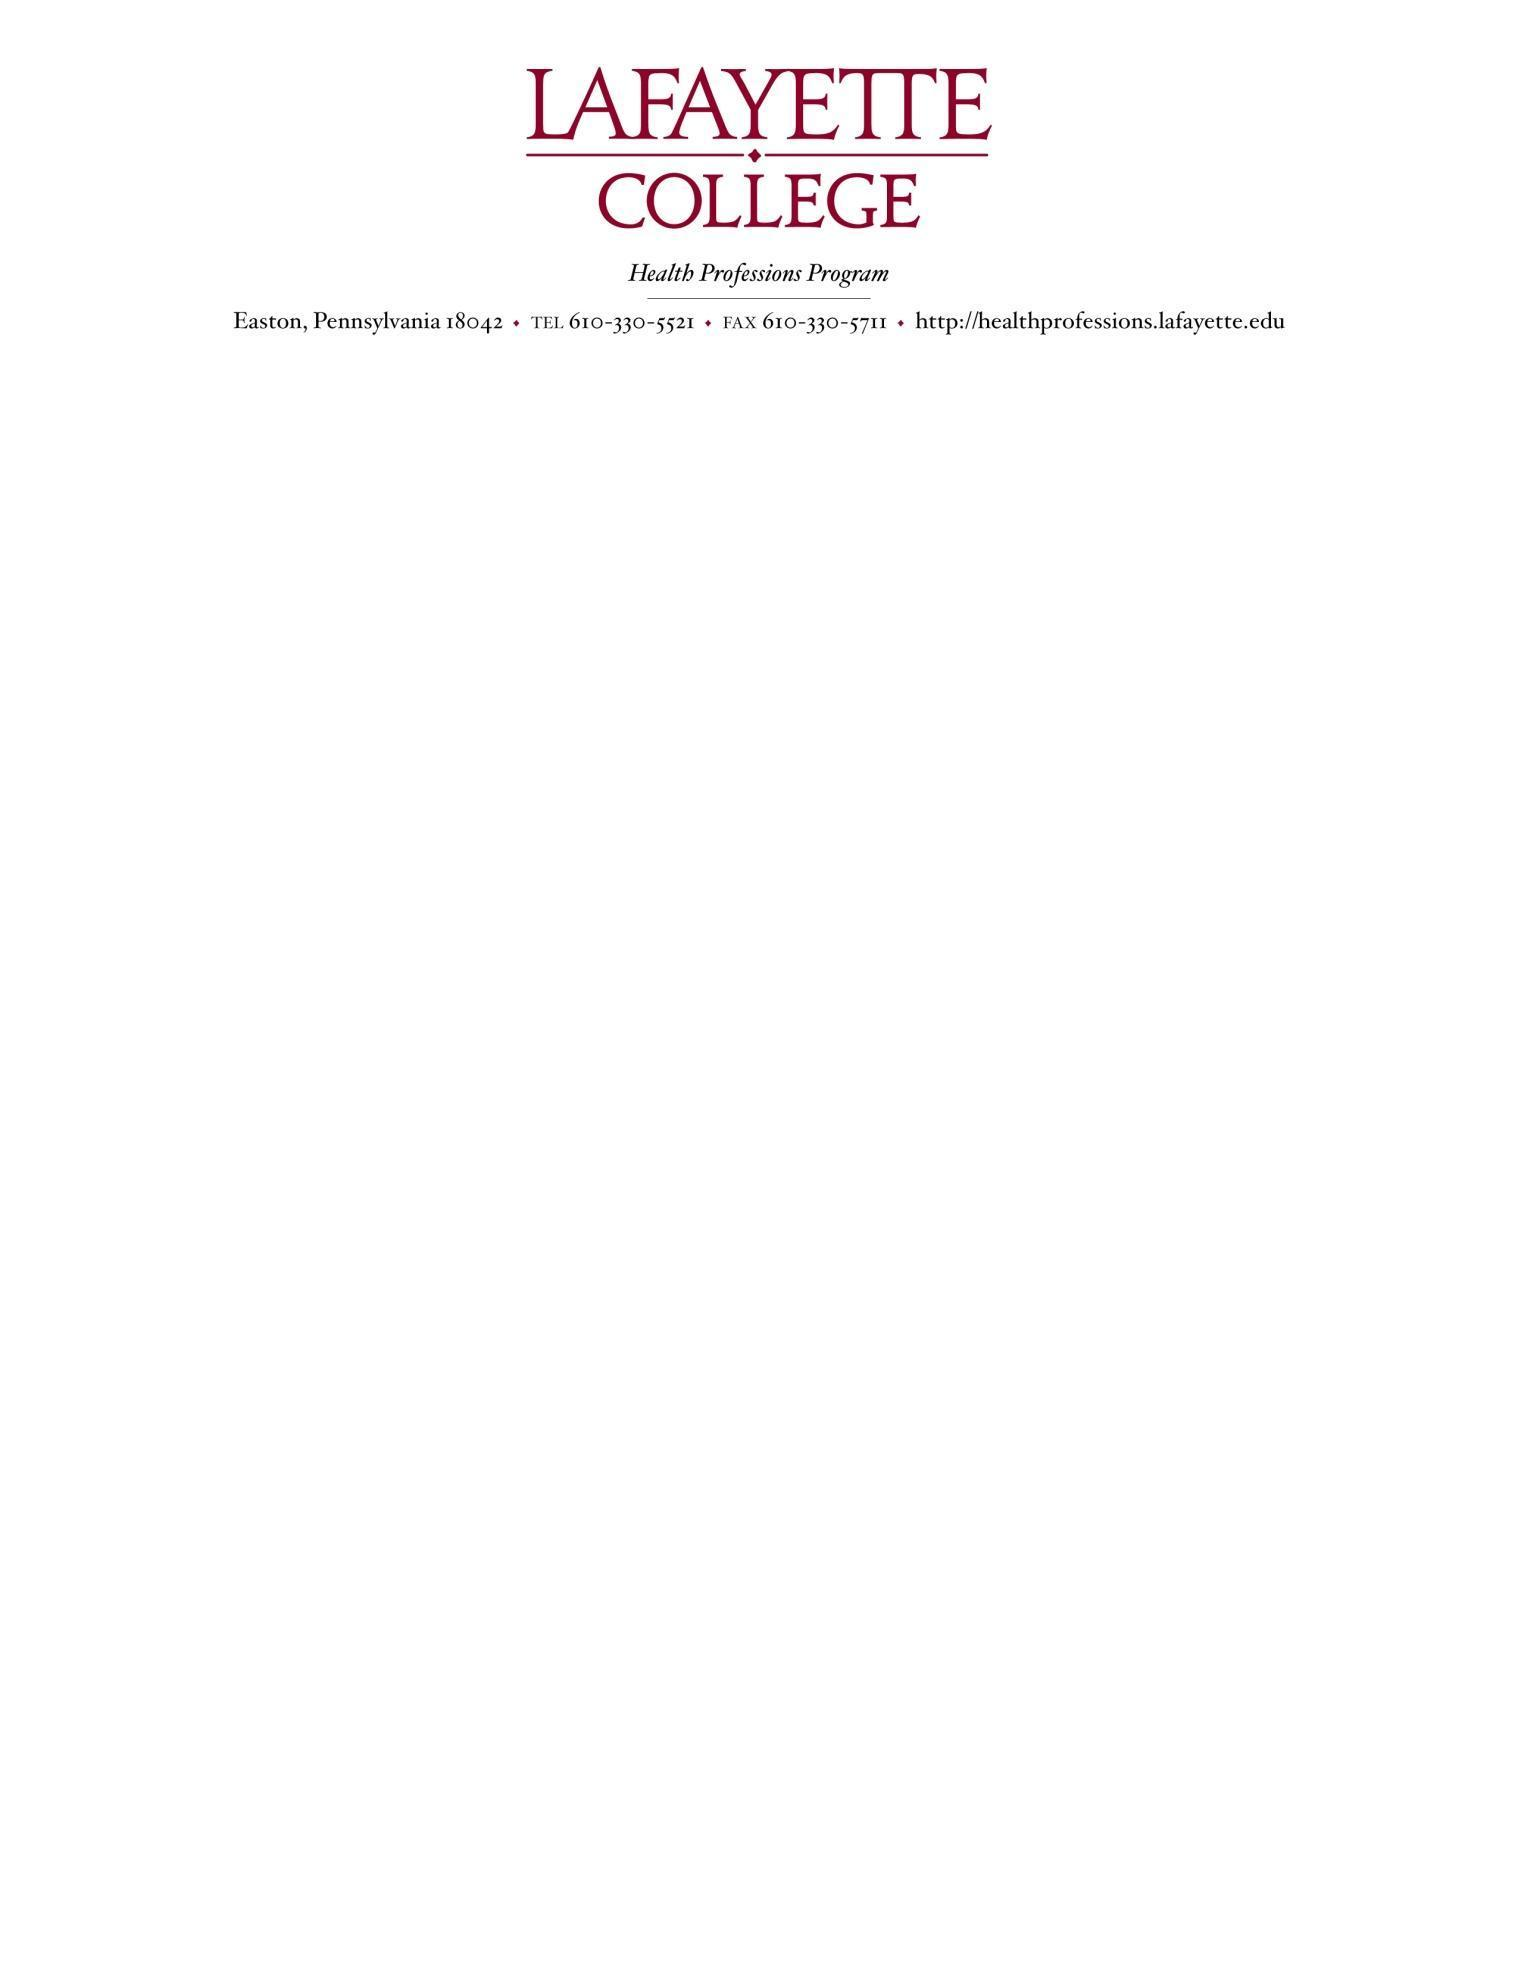 LAFAYETTE
COLLEGE
Health Professions Program
Easton, Pennsylvania 18042 ♦ TEL 610-330-5521 ♦ FAX 610-330-5711 ♦ http://healthprofessions.lafayette.edu